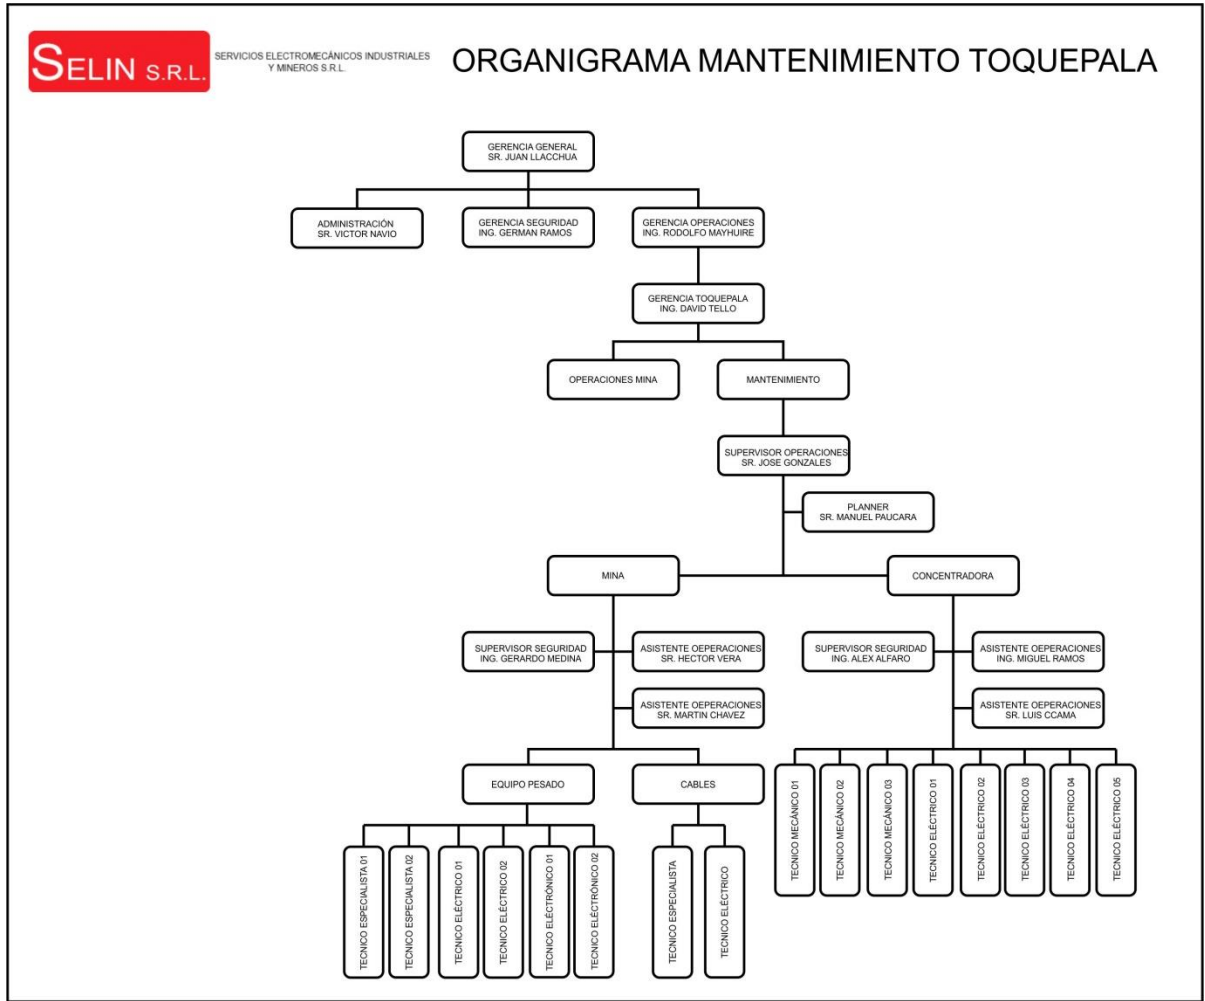 SELIN S.R.L.
SERVICIOS ELECTROMECÁNICOS INDUSTRIALES
Y MINEROS S.R.L.
ORGANIGRAMA MANTENIMIENTO TOQUEPALA
GERENCIA GENERAL
SR. JUAN LLACCHUA
ADMINISTRACIÓN
SR. VICTOR NAVIO
GERENCIA SEGURIDAD
ING. GERMAN RAMOS
GERENCIA OPERACIONES
ING. RODOLFO MAYHUIRE
GERENCIA TOQUEPALA
ING. DAVID TELLO
OPERACIONES MINA
MANTENIMIENTO
SUPERVISOR OPERACIONES
SR. JOSE GONZALES
PLANNER
SR. MANUEL PAUCARA
MINA
CONCENTRADORA
SUPERVISOR SEGURIDAD
ING. GERARDO MEDINA
ASISTENTE OEPERACIONES
SR. HECTOR VERA
SUPERVISOR SEGURIDAD
ING. ALEX ALFARO
ASISTENTE OEPERACIONES
ING. MIGUEL RAMOS
ASISTENTE OEPERACIONES
SR. MARTIN CHAVEZ
ASISTENTE OEPERACIONES
SR. LUIS CCAMA
EQUIPO PESADO
CABLES
TECNICO MECÁNICO 01
TECNICO MECÁNICO 02
TECNICO MECÁNICO 03
TECNICO ELÉCTRICO 01
TECNICO ELÉCTRICO 02
TECNICO ELÉCTRICO 03
TECNICO ELÉCTRICO 04
TECNICO ELÉCTRICO 05
TECNICO ESPECIALISTA 01
TECNICO ESPECIALISTA 02
TECNICO ELÉCTRICO 01
TECNICO ELÉCTRICO 02
TECNICO ELÉCTRÓNICO 01
TECNICO ELÉCTRÓNICO 02
TECNICO ESPECIALISTA
TECNICO ELÉCTRICO